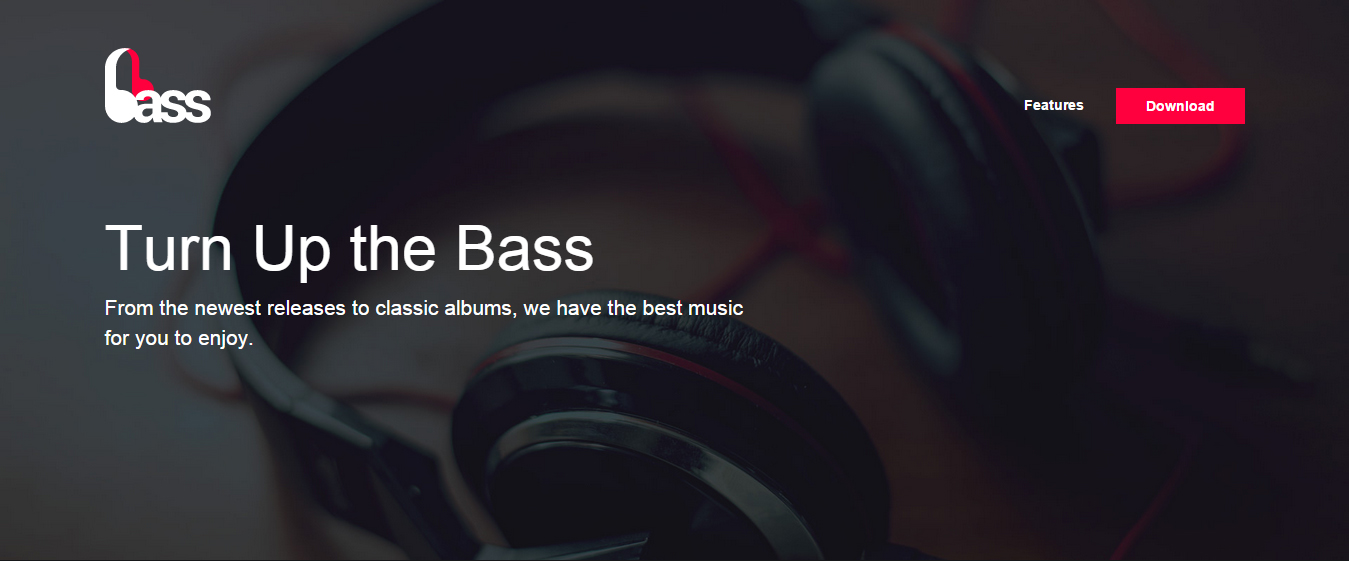 bass
Features
Download
Turn Up the Bass
From the newest releases to classic albums, we have the best music
for you to enjoy.